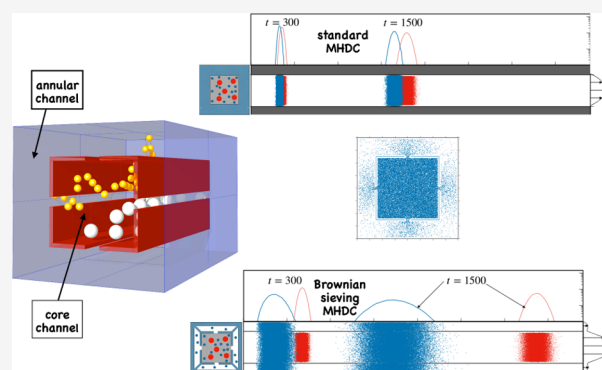 t = 300
t = 1500
standard
MHDC
annular
channel
core
channel
t = 300
Brownian
sieving
MHDC
t = 1500